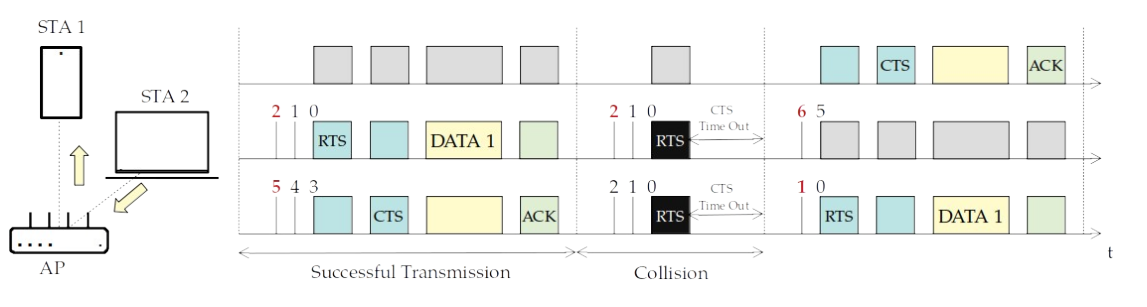 STA 1
STA 2
AP
CTS
ACK
2 1 0
2 1 0
CTS
Time Out
6 5
RTS
DATA 1
RTS
5 4 3
2 1 0
CTS
Time Out
1 0
CTS
ACK
RTS
RTS
DATA 1
t
Successful Transmission
Collision